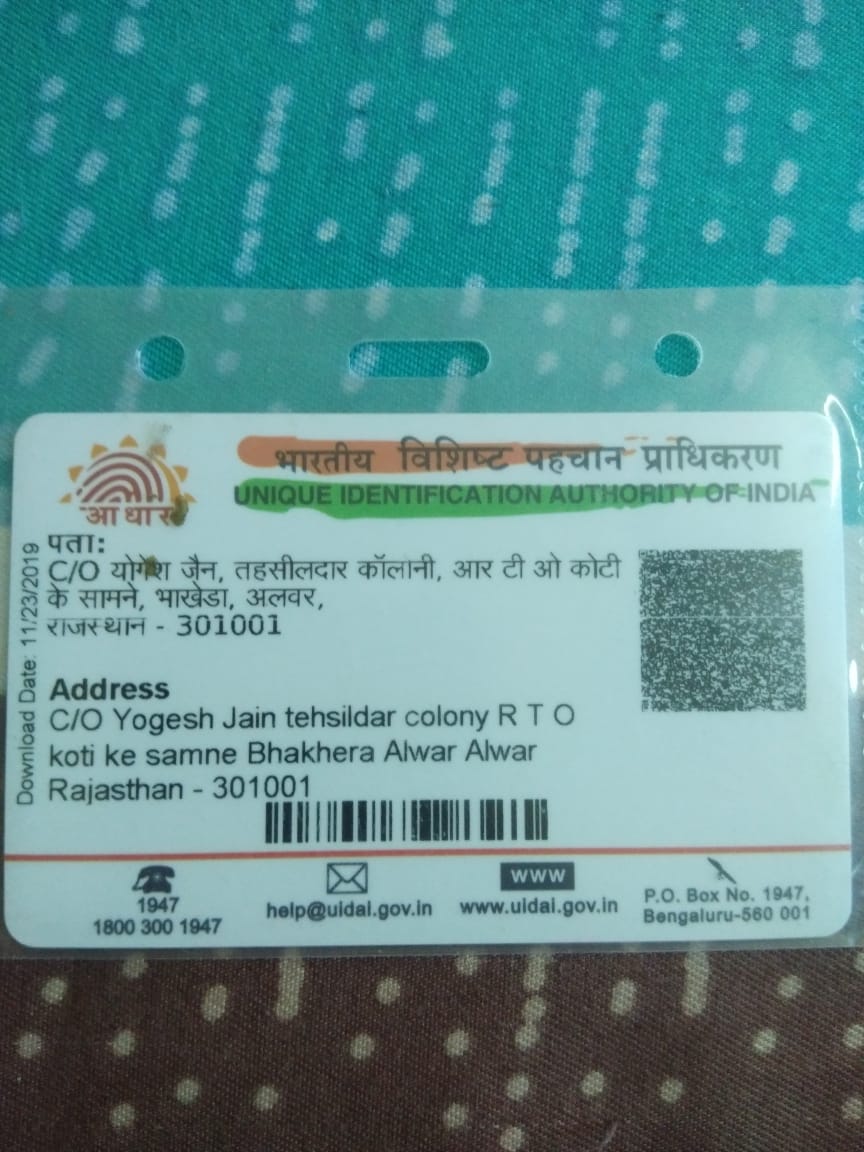 भारतीय विशिष्ट पहचान प्राधिकरण
UNIQUE IDENTIFICATION AUTHORITY OF INDIA
आधार
पता:
C/O योगेश जैन, तहसीलदार कॉलोनी, आर टी ओ कोटी
के सामने, भाखेडा, अलवर,
राजस्थान - 301001
Download Date: 11/23/2019
Address
C/O Yogesh Jain tehsildar colony R T O
koti ke samne Bhakhera Alwar Alwar
Rajasthan - 301001
1947
1800 300 1947
help@uidai.gov.in
www
www.uidai.gov.in
P.O. Box No. 1947,
Bengaluru-560 001